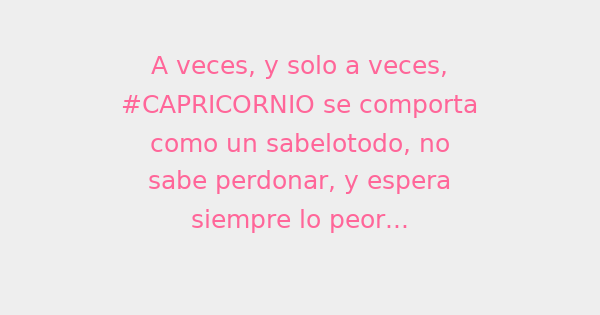 A veces, y solo a veces,
#CAPRICORNIO se comporta
como un sabelotodo, no
sabe perdonar, y espera
siempre lo peor...